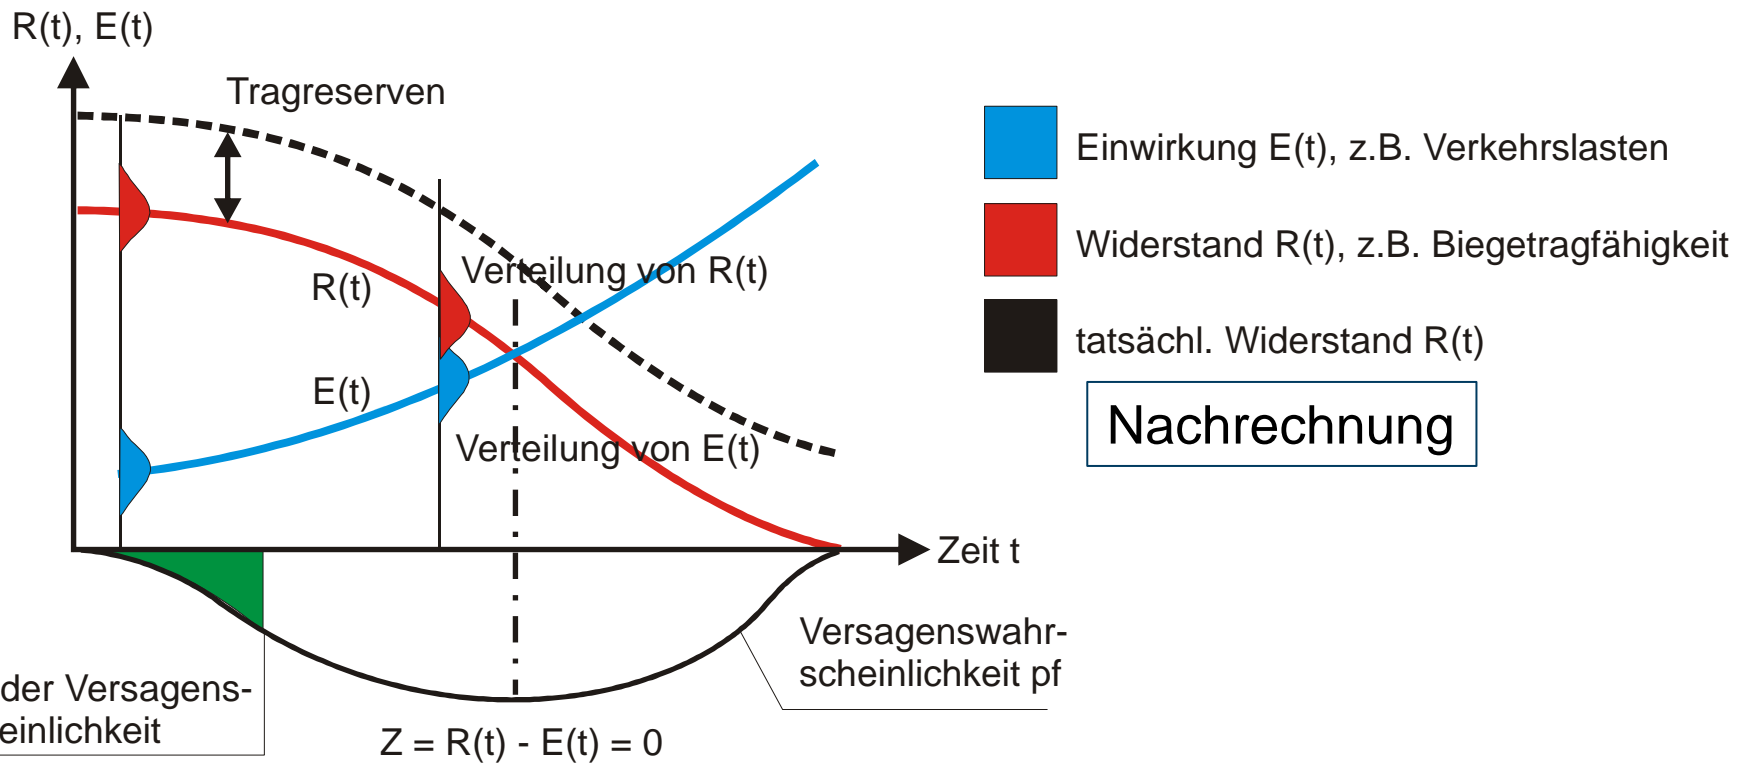 R(t), E(t)
Tragreserven
Einwirkung E(t), z.B. Verkehrslasten
Widerstand R(t), z.B. Biegetragfähigkeit
tatsächl. Widerstand R(t)
Nachrechnung
Verteilung von R(t)
R(t)
E(t)
Verteilung von E(t)
Zeit t
Versagenswahr-
scheinlichkeit pf
der Versagens-
einlichkeit
Z = R(t) - E(t) = 0